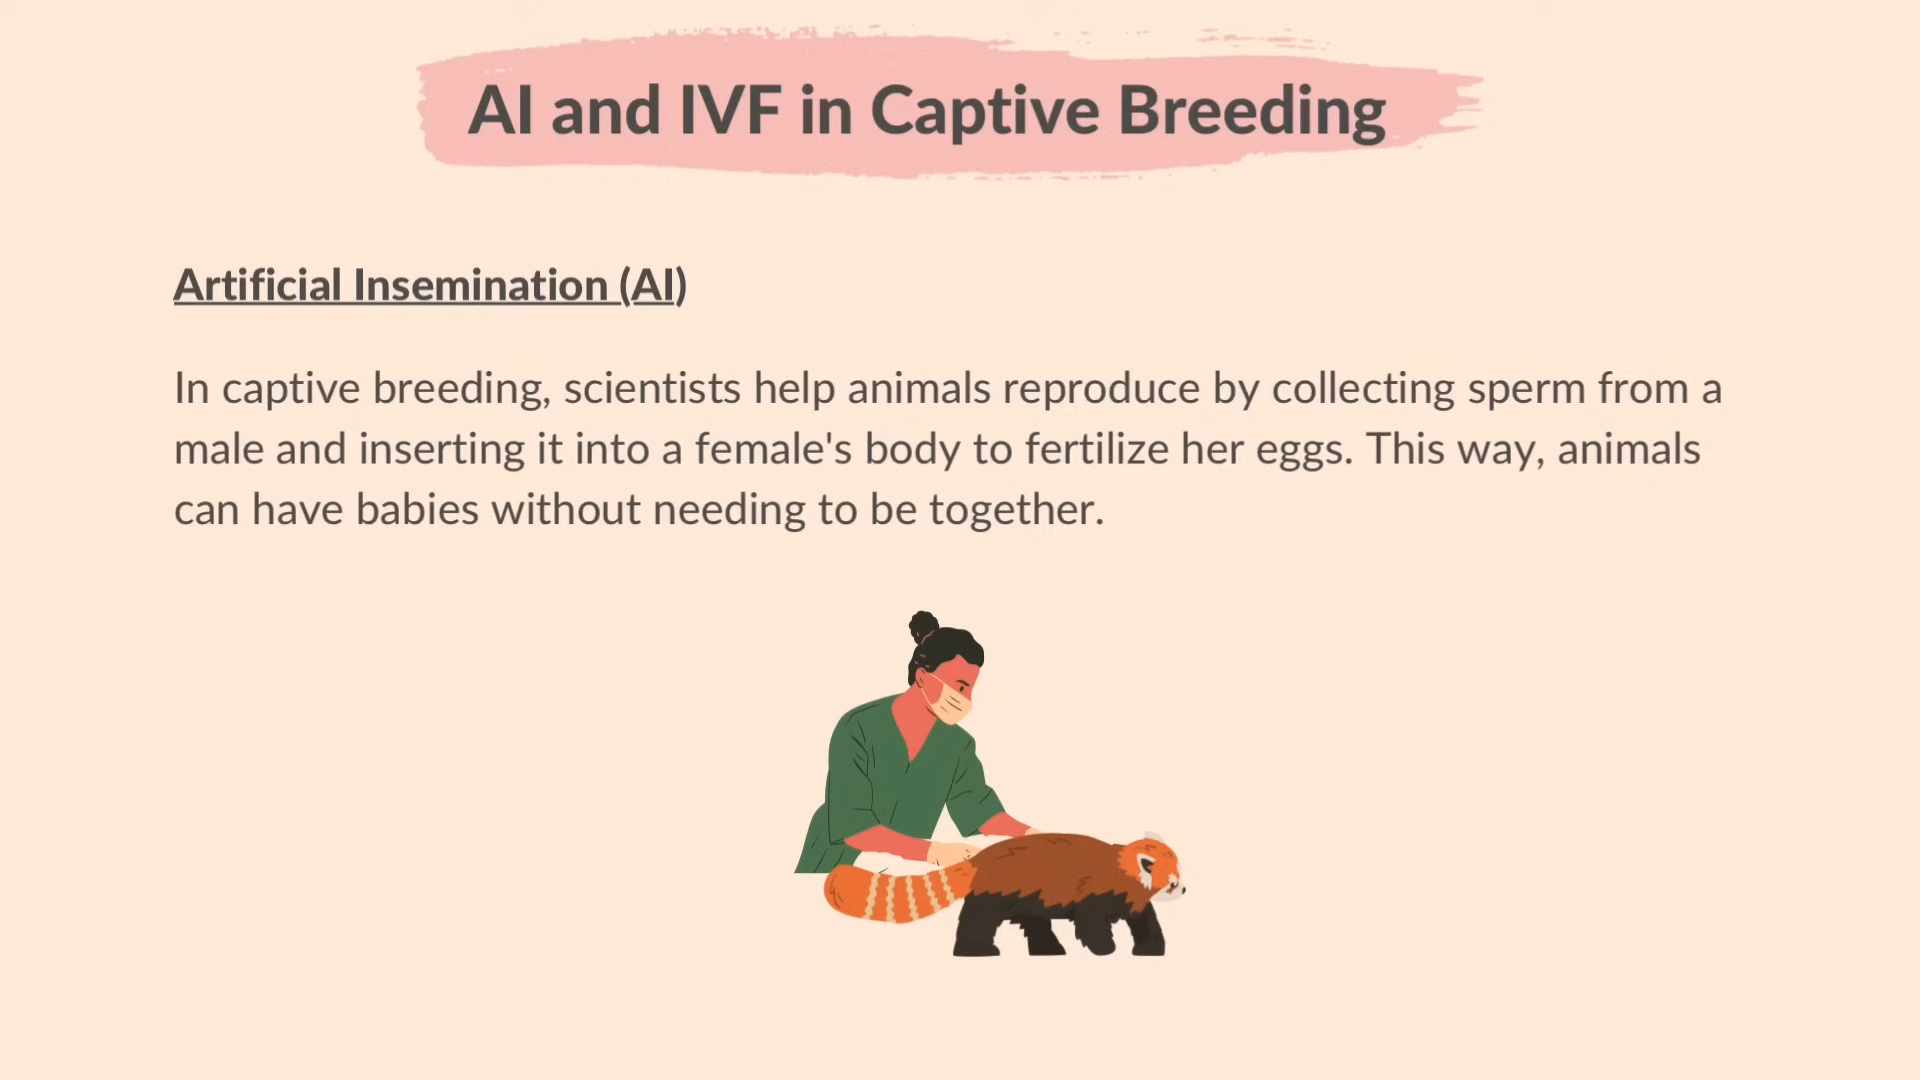 AI and IVF in Captive Breeding
Artificial Insemination (AI)
In captive breeding, scientists help animals reproduce by collecting sperm from a
male and inserting it into a female's body to fertilize her eggs. This way, animals
can have babies without needing to be together.